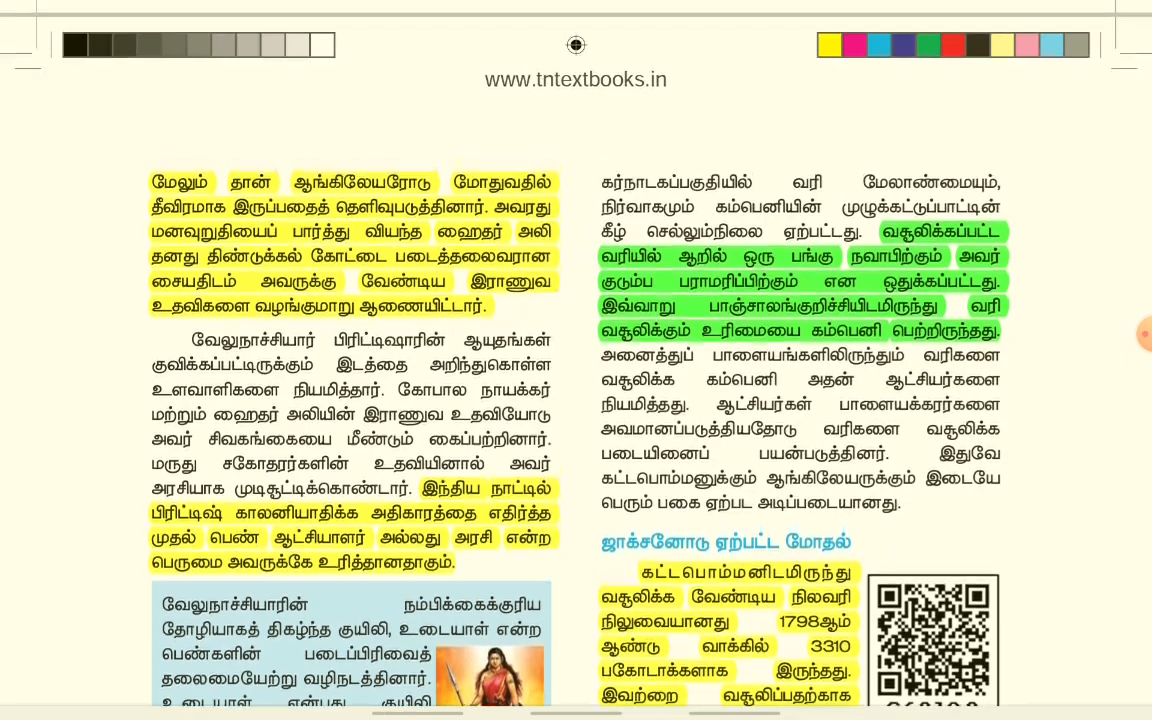 www.tntextbooks.in
மேலும் தான் ஆங்கிலேயரோடு மோதுவதில்
தீவிரமாக இருப்பதைத் தெளிவுபடுத்தினார். அவரது
மனவுறுதியைப் பார்த்து வியந்த ஹைதர் அலி
தனது திண்டுக்கல் கோட்டை படைத்தலைவரான
சையதிடம் அவருக்கு வேண்டிய இராணுவ
உதவிகளை வழங்குமாறு ஆணையிட்டார்.
வேலுநாச்சியார் பிரிட்டிஷாரின் ஆயுதங்கள்
குவிக்கப்பட்டிருக்கும் இடத்தை அறிந்துகொள்ள
உளவாளிகளை நியமித்தார். கோபால நாயக்கர்
மற்றும் ஹைதர் அலியின் இராணுவ உதவியோடு
அவர் சிவகங்கையை மீண்டும் கைப்பற்றினார்.
மருது சகோதரர்களின் உதவியினால் அவர்
அரசியாக முடிசூட்டிக்கொண்டார். இந்திய நாட்டில்
பிரிட்டிஷ் காலனியாதிக்க அதிகாரத்தை எதிர்த்த
முதல் பெண் ஆட்சியாளர் அல்லது அரசி என்ற
பெருமை அவருக்கே உரித்தானதாகும்.
வேலுநாச்சியாரின் நம்பிக்கைக்குரிய
தோழியாகத் திகழ்ந்த குயிலி, உடையாள் என்ற
பெண்களின் படைப்பிரிவைத்
தலைமையேற்று வழிநடத்தினார்.
உடையாள் என்பது குயிலி
கர்நாடகப்பகுதியில் வரி மேலாண்மையும்,
நிர்வாகமும் கம்பெனியின் முழுக்கட்டுப்பாட்டின்
கீழ் செல்லும்நிலை ஏற்பட்டது. வசூலிக்கப்பட்ட
வரியில் ஆறில் ஒரு பங்கு நவாபிற்கும் அவர்
குடும்ப பராமரிப்பிற்கும் என ஒதுக்கப்பட்டது.
இவ்வாறு பாஞ்சாலங்குறிச்சியிடமிருந்து வரி
வசூலிக்கும் உரிமையை கம்பெனி பெற்றிருந்தது.
அனைத்துப் பாளையங்களிலிருந்தும் வரிகளை
வசூலிக்க கம்பெனி அதன் ஆட்சியர்களை
நியமித்தது. ஆட்சியர்கள் பாளையக்கரர்களை
அவமானப்படுத்தியதோடு வரிகளை வசூலிக்க
படையினைப் பயன்படுத்தினர். இதுவே
கட்டபொம்மனுக்கும் ஆங்கிலேயருக்கும் இடையே
பெரும் பகை ஏற்பட அடிப்படையானது.
ஜாக்சனோடு ஏற்பட்ட மோதல்
கட்டபொம்மனிடமிருந்து
வசூலிக்க வேண்டிய நிலவரி
நிலுவையானது 1798ஆம்
ஆண்டு வாக்கில் 3310
பகோடாக்களாக இருந்தது.
இவற்றை வசூலிப்பதற்காக